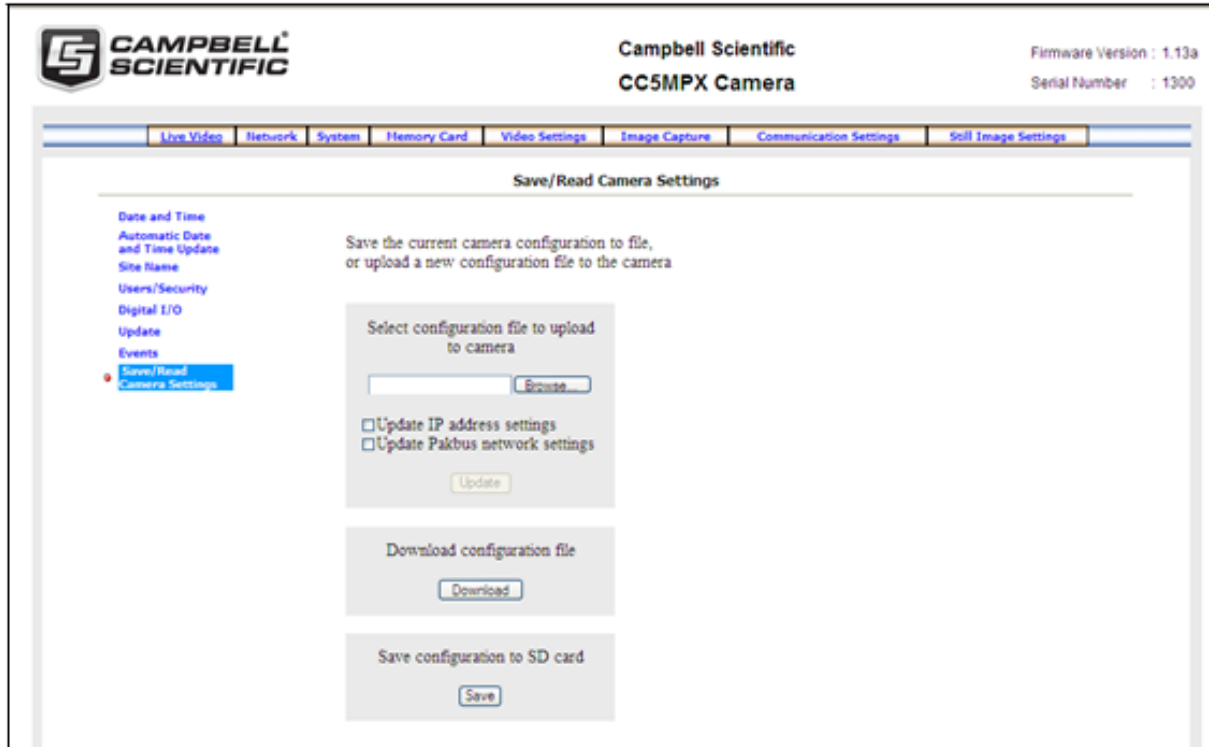 CAMPBELL
SCIENTIFIC
Campbell Scientific
CC5MPX Camera
Firmware Version : 1.13a
Serial Number : 1300
Live Video Network System Memory Card Video Settings Image Capture Communication Settings Still Image Settings
Save/Read Camera Settings
Date and Time
Automatic Date
and Time Update
Site Name
Users/Security
Digital I/O
Update
Events
Save/Read
Camera Settings
Save the current camera configuration to file,
or upload a new configuration file to the camera
Select configuration file to upload
to camera
Browse...
Update IP address settings
Update Pakbus network settings
Update
Download configuration file
Download
Save configuration to SD card
Save